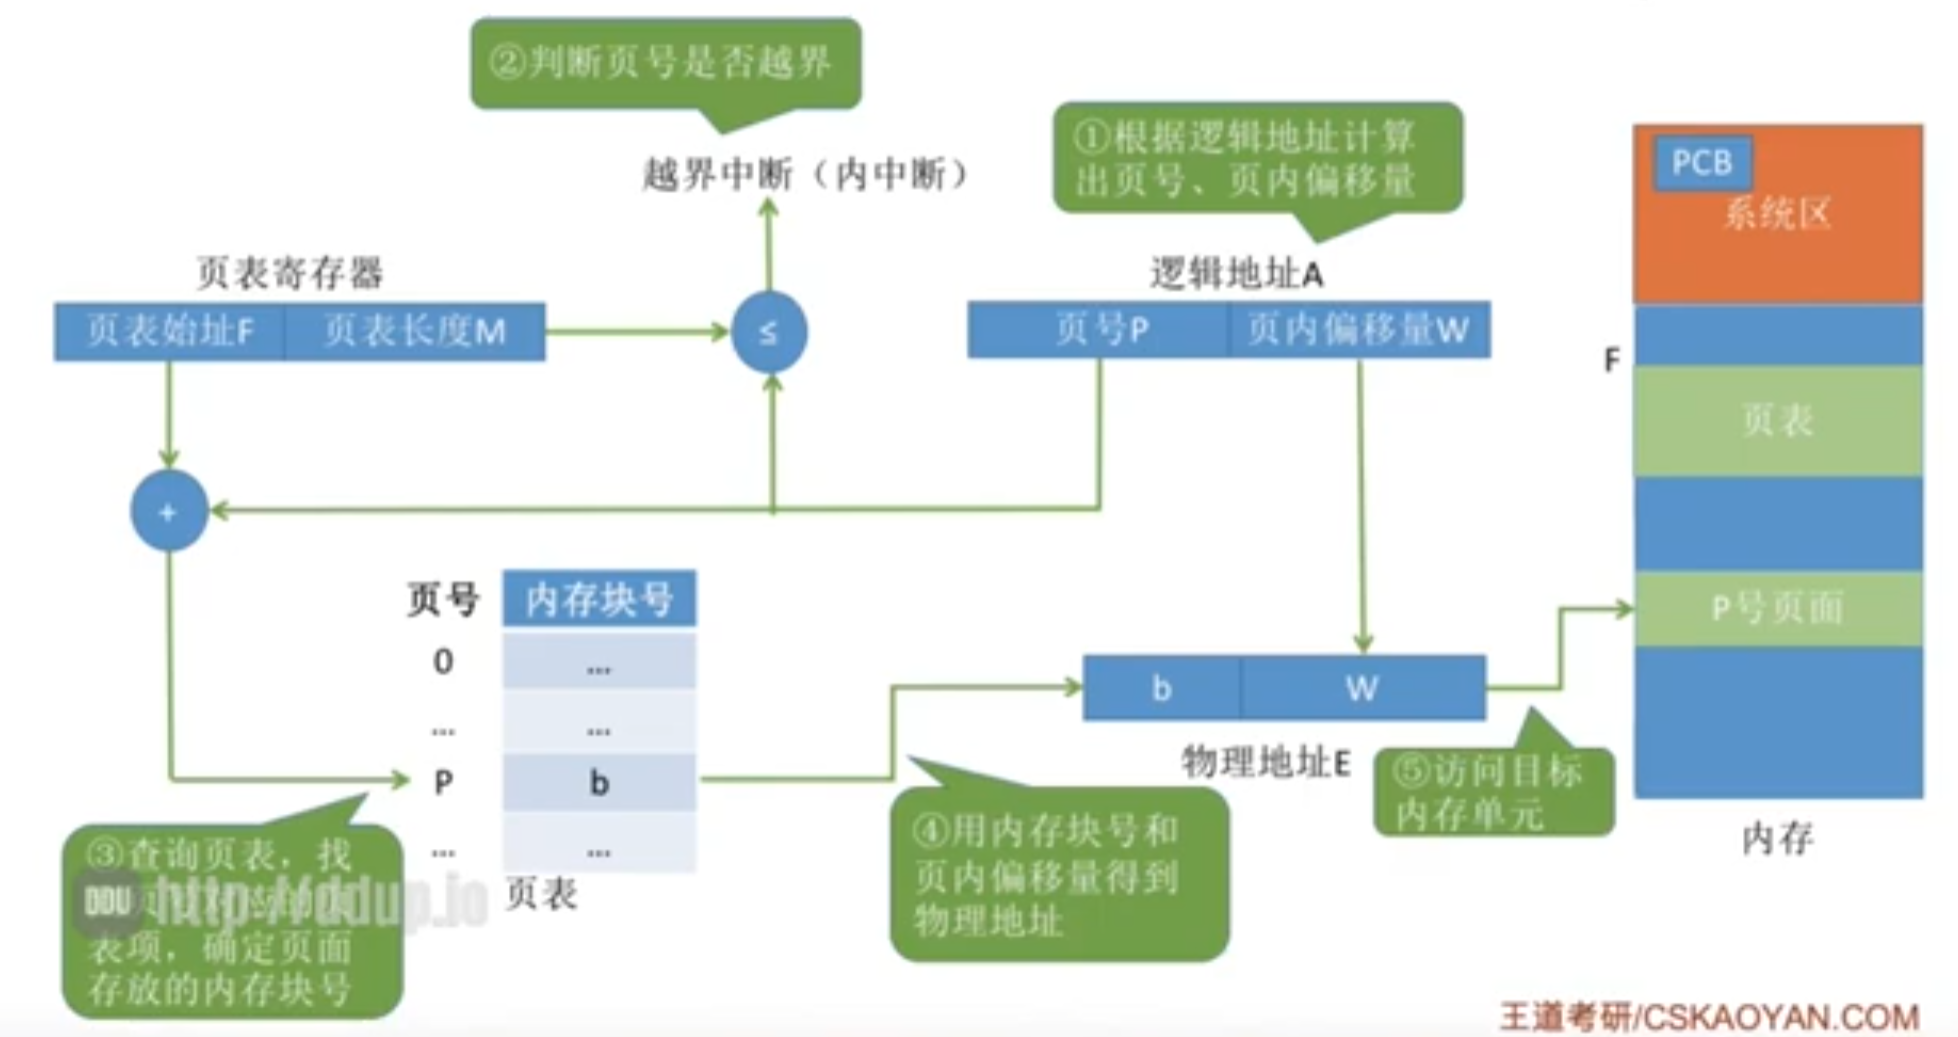 ②判断页号是否越界
①根据逻辑地址计算
出页号、页内偏移量
越界中断（内中断）
PCB
系统区
页表寄存器
逻辑地址A
页表始址F
页表长度M
≤
页号P
页内偏移量W
F
页表
+
页号
内存块号
0
...
P号页面
...
...
b
W
P
b
物理地址E
⑤访问目标
内存单元
③查询页表，找
④用内存块号和
页内偏移量得到
物理地址
...
...
内存
DDU http://ddup.io
页表
表项，确定页面
存放的内存块号
王道考研/CSKAOYAN.COM